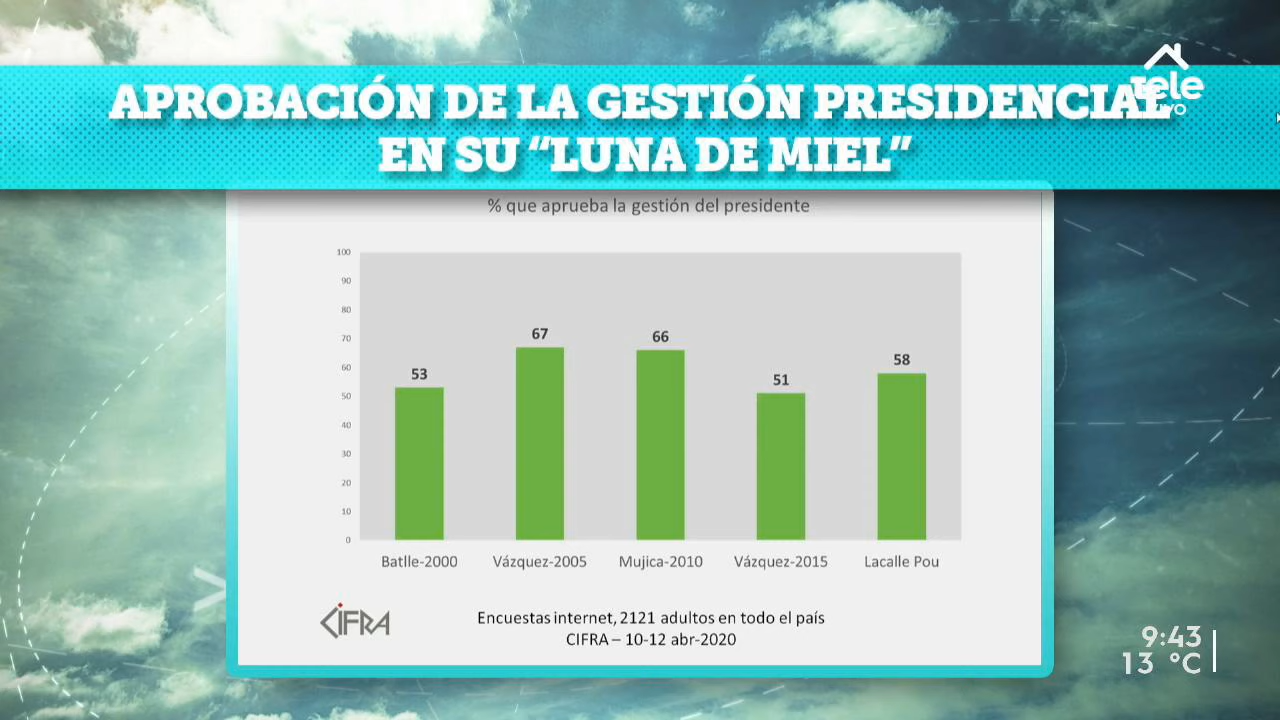 APROBACIÓN DE LA GESTIÓN PRESIDENCIAL
EN SU “LUNA DE MIEL”
Tele
% que aprueba la gestión del presidente
100
90
80
70
60
50
40
30
20
10
0
53
67
66
51
58
Batlle-2000
Vázquez-2005
Mujica-2010
Vázquez-2015
Lacalle Pou
CIFRA
Encuestas internet, 2121 adultos en todo el país
CIFRA – 10-12 abr-2020
9:43
13 °C